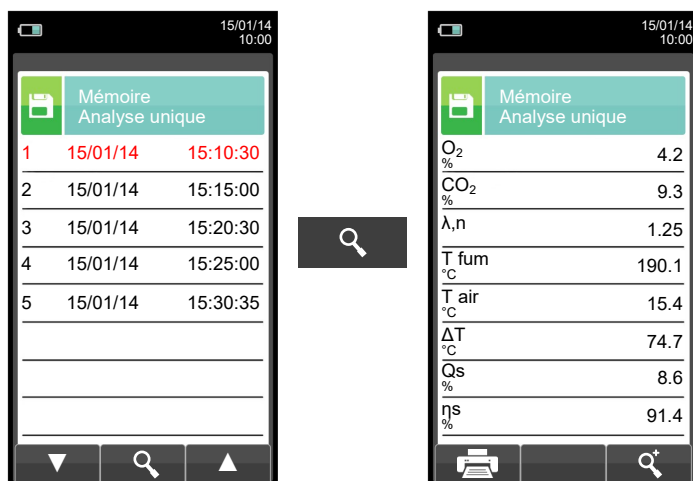 15/01/14
10:00
Mémoire
Analyse unique
1 15/01/14 15:10:30
2 15/01/14 15:15:00
3 15/01/14 15:20:30
4 15/01/14 15:25:00
5 15/01/14 15:30:35
15/01/14
10:00
Mémoire
Analyse unique
O₂ 4.2
%
CO₂ 9.3
%
λ,n 1.25
T fum 190.1
°C
T air 15.4
°C
ΔT 74.7
°C
Qs 8.6
%
ηs 91.4
%